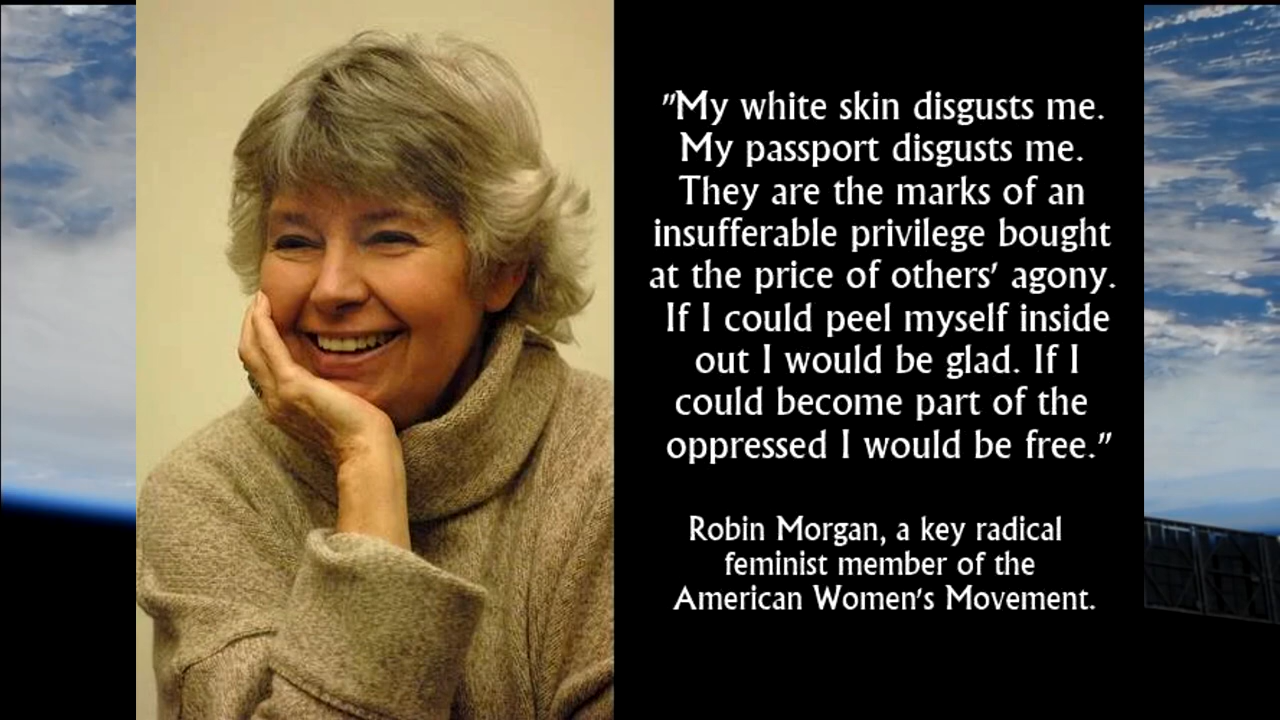 "My white skin disgusts me.
My passport disgusts me.
They are the marks of an
insufferable privilege bought
at the price of others' agony.
If I could peel myself inside
out I would be glad. If I
could become part of the
oppressed I would be free."
Robin Morgan, a key radical
feminist member of the
American Women's Movement.